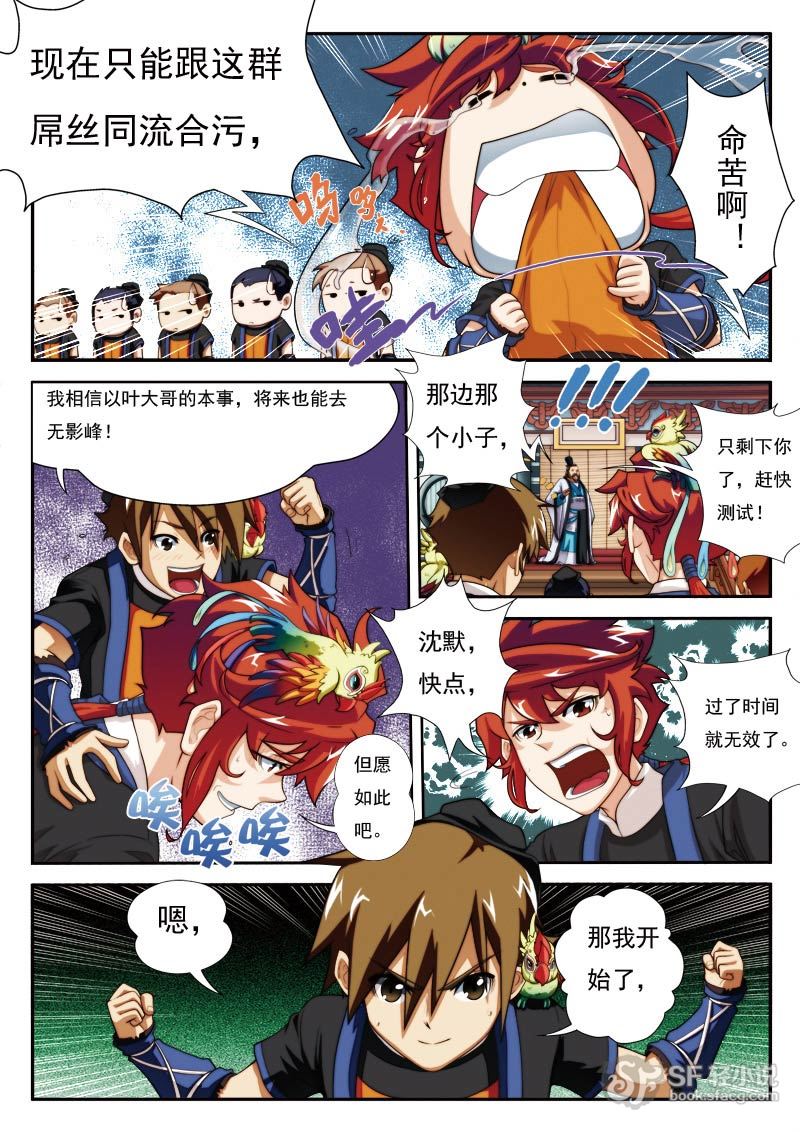 现在只能跟这群
屌丝同流合污，
命
苦
啊
！
呜
呜
哇
我相信以叶大哥的本事，将来也能去
无影峰！
那边那
个小子，
!!!
只剩下你
了，赶快
测试！
沈默，
快点，
过了时间
就无效了。
但愿
如此
吧。
唉
唉
唉
嗯，
那我开
始了，
SF轻小说
book.sfacg.com